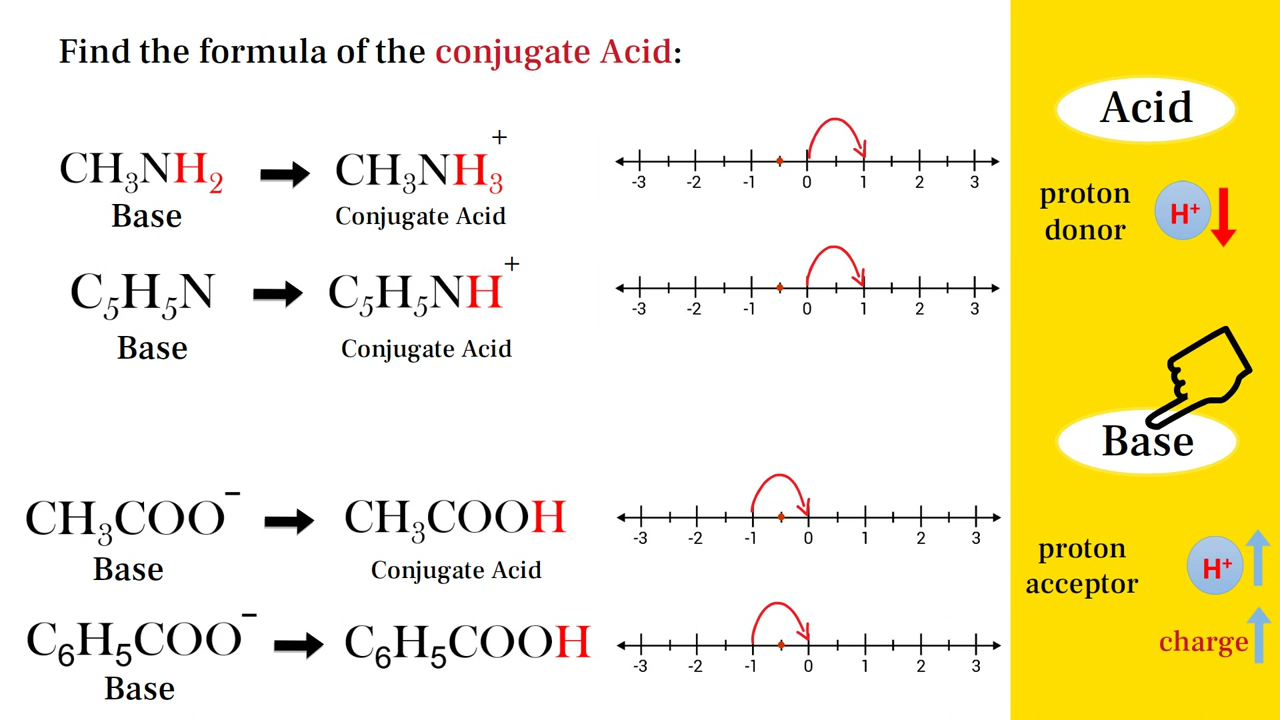 Find the formula of the conjugate Acid:
CH₃NH₂ → CH₃NH₃⁺
Base Conjugate Acid
-3 -2 -1 0 1 2 3
C₅H₅N → C₅H₅NH⁺
Base Conjugate Acid
-3 -2 -1 0 1 2 3
CH₃COO⁻ → CH₃COOH
Base Conjugate Acid
-3 -2 -1 0 1 2 3
C₆H₅COO⁻ → C₆H₅COOH
Base
-3 -2 -1 0 1 2 3
Acid
proton
donor
H⁺
Base
proton
acceptor
H⁺
charge